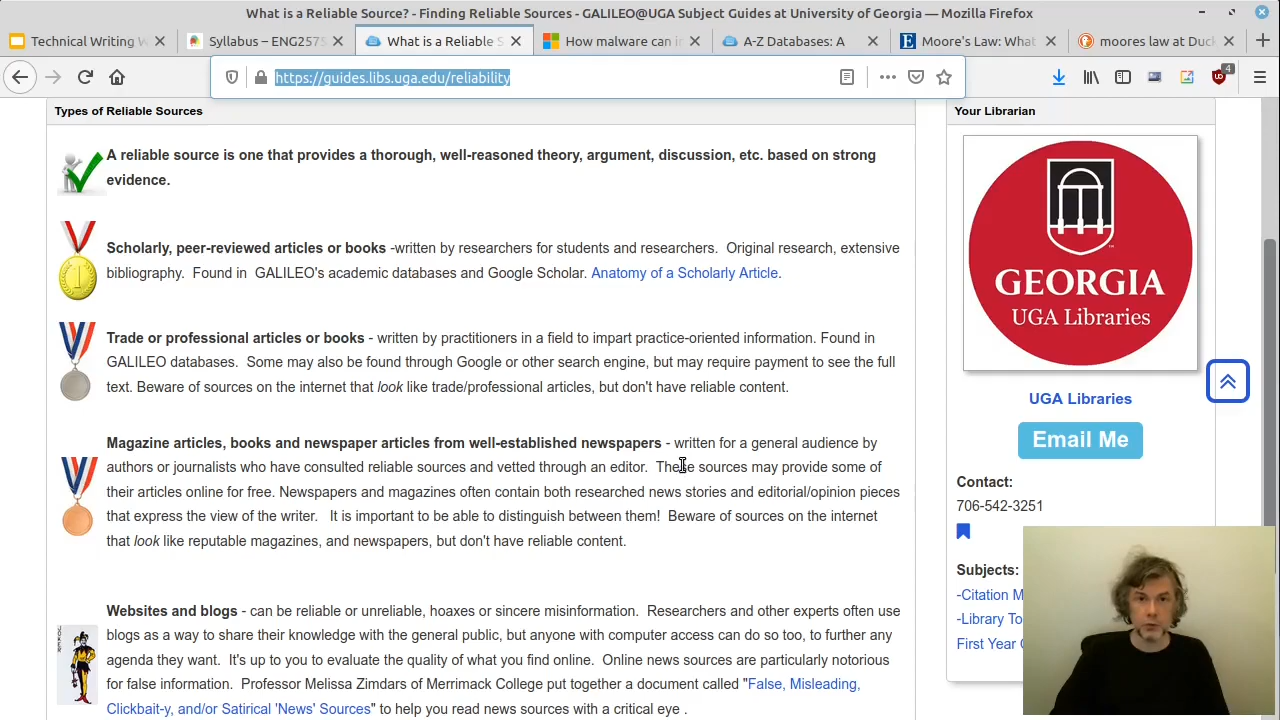 What is a Reliable Source? - Finding Reliable Sources - GALILEO@UGA Subject Guides at University of Georgia — Mozilla Firefox
Technical Writing
Syllabus – ENG2575
What is a Reliable S
How malware can i
A-Z Databases: A
Moore's Law: What
moores law at Duck
https://guides.libs.uga.edu/reliability
4
Types of Reliable Sources
A reliable source is one that provides a thorough, well-reasoned theory, argument, discussion, etc. based on strong
evidence.
1
Scholarly, peer-reviewed articles or books -written by researchers for students and researchers. Original research, extensive
bibliography. Found in GALILEO's academic databases and Google Scholar. Anatomy of a Scholarly Article.
Trade or professional articles or books - written by practitioners in a field to impart practice-oriented information. Found in
GALILEO databases. Some may also be found through Google or other search engine, but may require payment to see the full
text. Beware of sources on the internet that look like trade/professional articles, but don't have reliable content.
Magazine articles, books and newspaper articles from well-established newspapers - written for a general audience by
authors or journalists who have consulted reliable sources and vetted through an editor. These sources may provide some of
their articles online for free. Newspapers and magazines often contain both researched news stories and editorial/opinion pieces
that express the view of the writer. It is important to be able to distinguish between them! Beware of sources on the internet
that look like reputable magazines, and newspapers, but don't have reliable content.
Websites and blogs - can be reliable or unreliable, hoaxes or sincere misinformation. Researchers and other experts often use
blogs as a way to share their knowledge with the general public, but anyone with computer access can do so too, to further any
agenda they want. It's up to you to evaluate the quality of what you find online. Online news sources are particularly notorious
for false information. Professor Melissa Zimdars of Merrimack College put together a document called "False, Misleading,
Clickbait-y, and/or Satirical 'News' Sources" to help you read news sources with a critical eye .
Your Librarian
GEORGIA
UGA Libraries
UGA Libraries
Email Me
Contact:
706-542-3251
Subjects:
-Citation M
-Library To
First Year